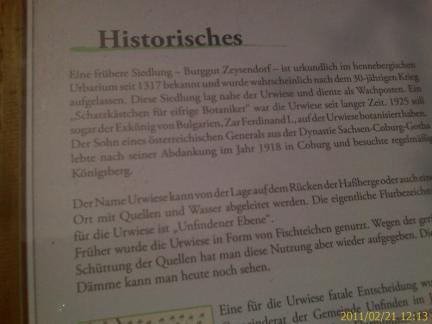 Historisches
Eine frühere Siedlung – Burggut Zeysendorf – ist urkundlich im hennebergischen
Urbarium seit 1317 bekannt und wurde wahrscheinlich nach dem 30-jährigen Krieg
aufgelassen. Diese Siedlung lag nahe der Urwiese und diente als Wachposten. Ein
„Schatzkästchen für eifrige Botaniker“ war die Urwiese seit langer Zeit. 1925 soll
sogar der Exkönig von Bulgarien, Zar Ferdinand I., auf der Urwiese botanisiert haben.
Der Sohn eines österreichischen Generals aus der Dynastie Sachsen-Coburg-Gotha
lebte nach seiner Abdankung im Jahr 1918 in Coburg und besuchte regelmäßig
Königsberg.
Der Name Urwiese kann von der Lage auf dem Rücken der Haßberge oder auch
Ort mit Quellen und Wasser abgeleitet werden. Die eigentliche
für die Urwiese ist „Unfindener Ebene“.
Früher wurde die Urwiese in Form von Fischteichen genutzt. Wegen der
Schüttung der Quellen hat man diese Nutzung aber wieder aufgegeben.
Dämme kann man heute noch sehen.
Eine für die Urwiese fatale Entscheidung
der Gemeinde Unfinden im
2011/02/21 12:13